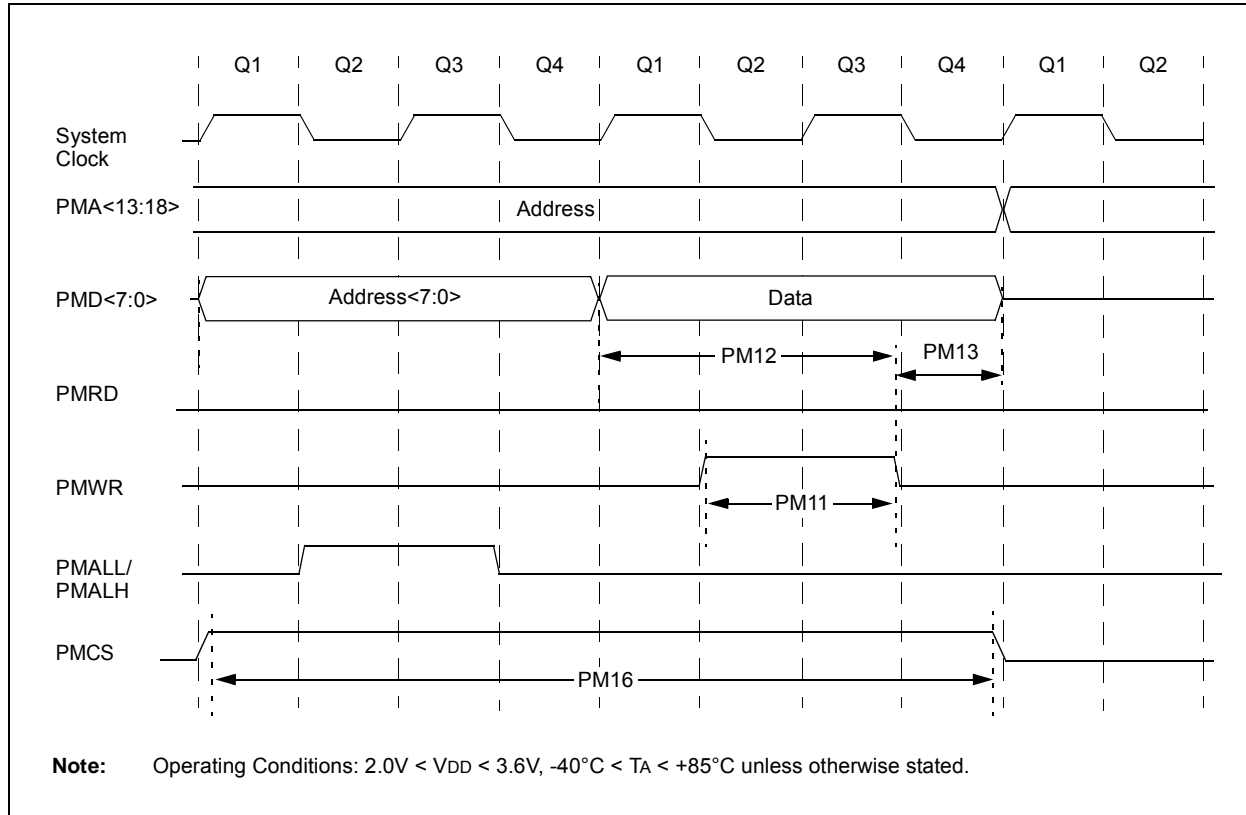 Q1 Q2 Q3 Q4 Q1 Q2 Q3 Q4 Q1 Q2
System
Clock
PMA<13:18>
Address
PMD<7:0>
Address<7:0>
Data
PM12
PM13
PMRD
PMWR
PM11
PMALL/
PMALH
PMCS
PM16
Note: Operating Conditions: 2.0V < VDD < 3.6V, -40°C < TA < +85°C unless otherwise stated.